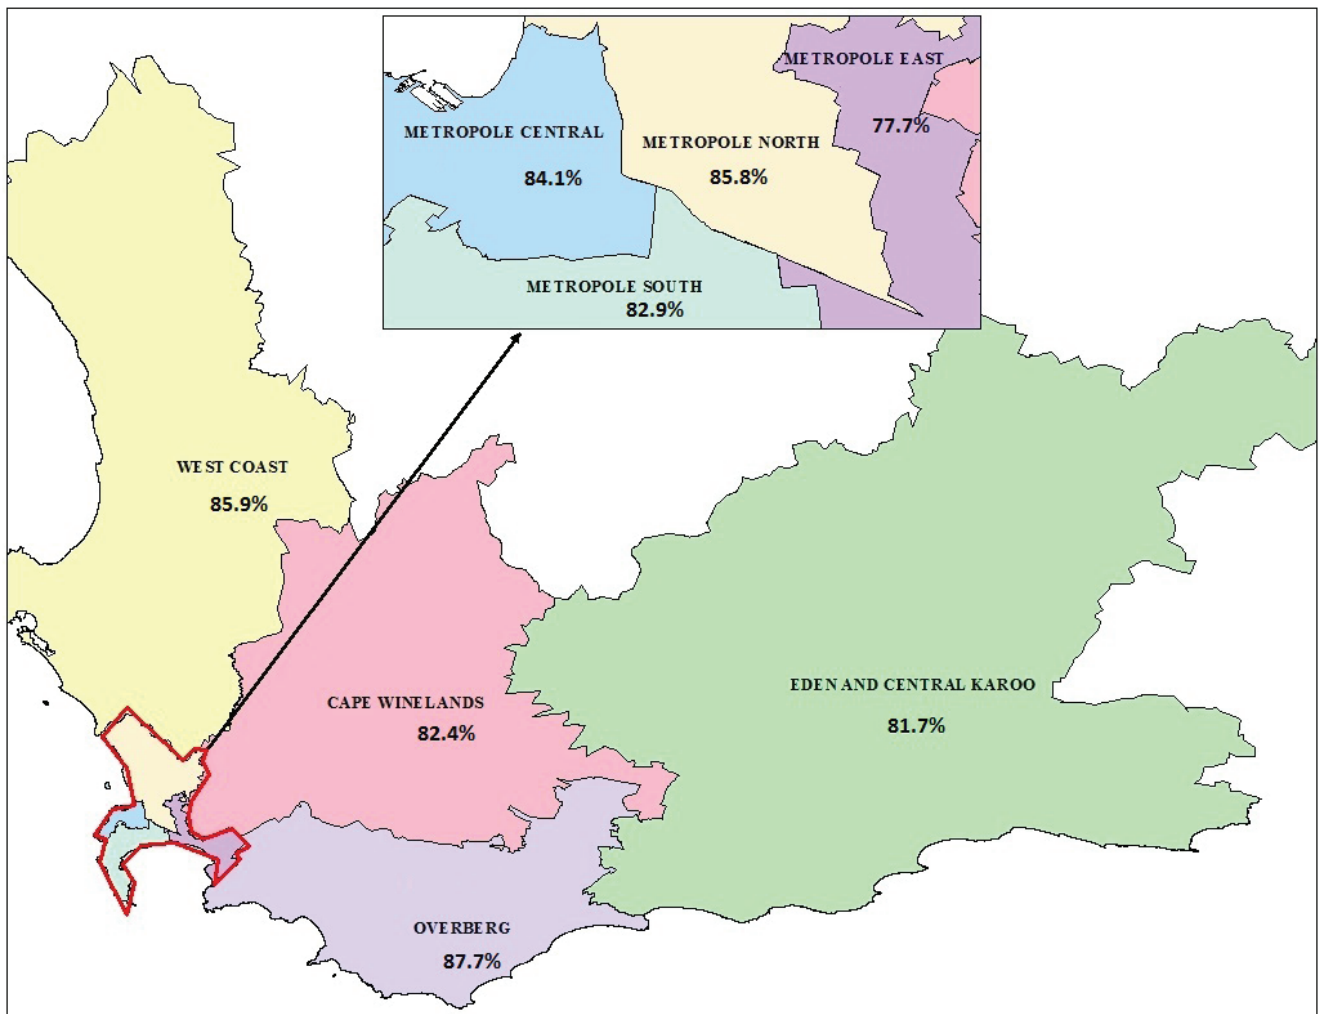 METROPOLE EAST
77.7%
METROPOLE CENTRAL
84.1%
METROPOLE NORTH
85.8%
METROPOLE SOUTH
82.9%
WEST COAST
85.9%
CAPE WINELANDS
82.4%
EDEN AND CENTRAL KAROO
81.7%
OVERBERG
87.7%